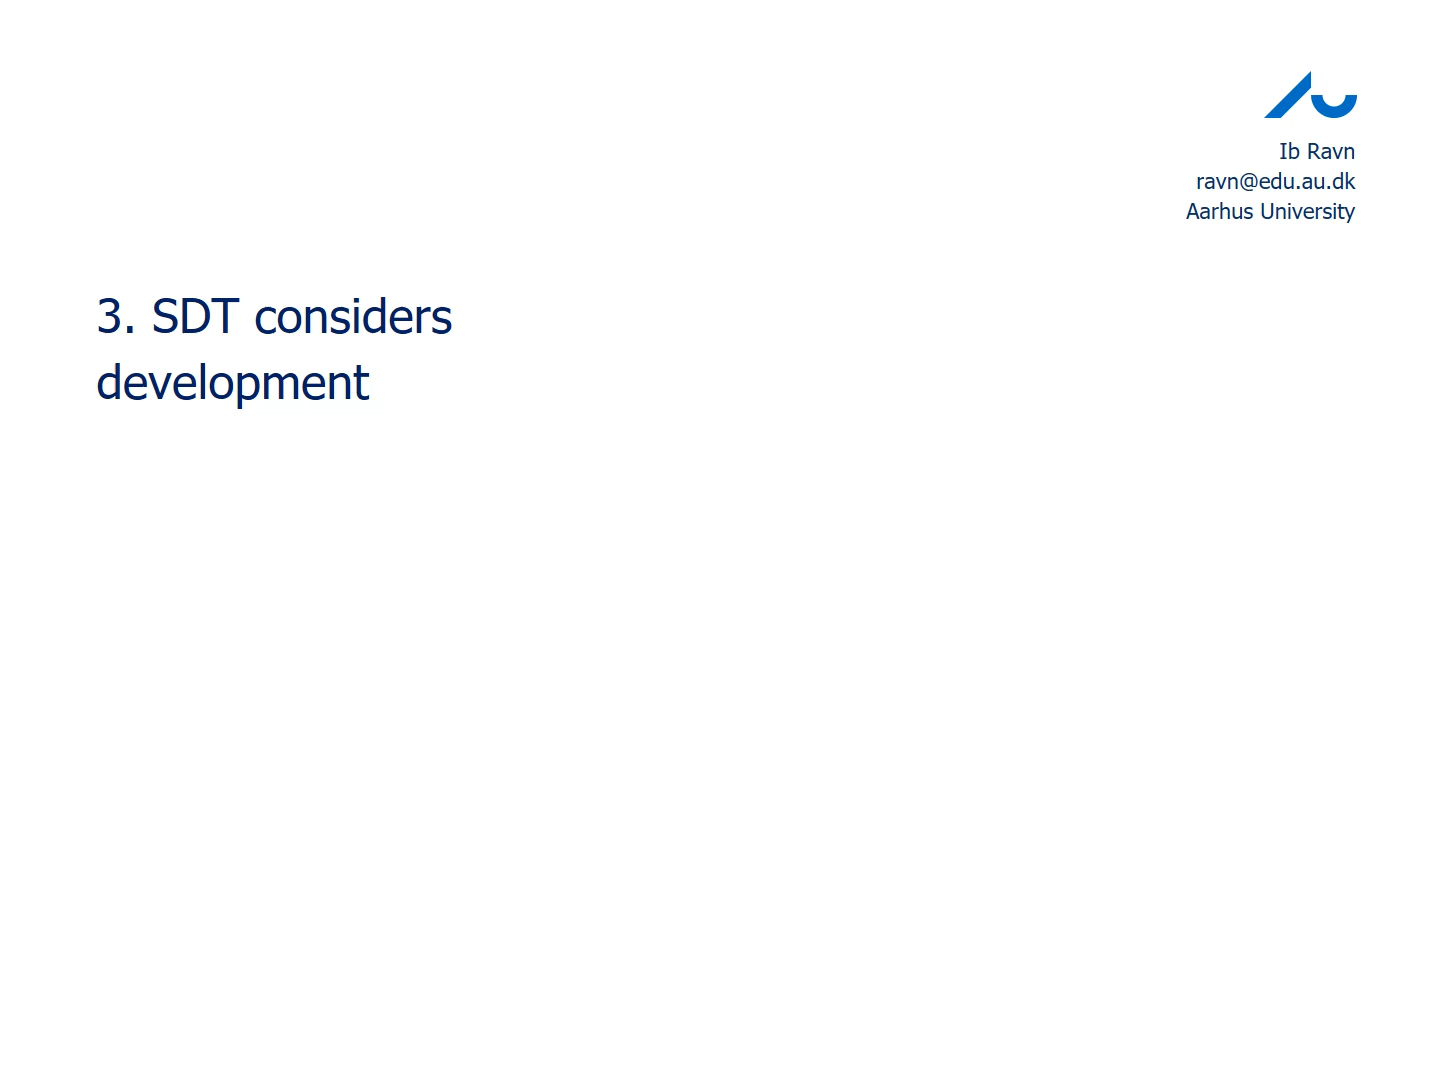 Ib Ravn
ravn@edu.au.dk
Aarhus University
3. SDT considers
development